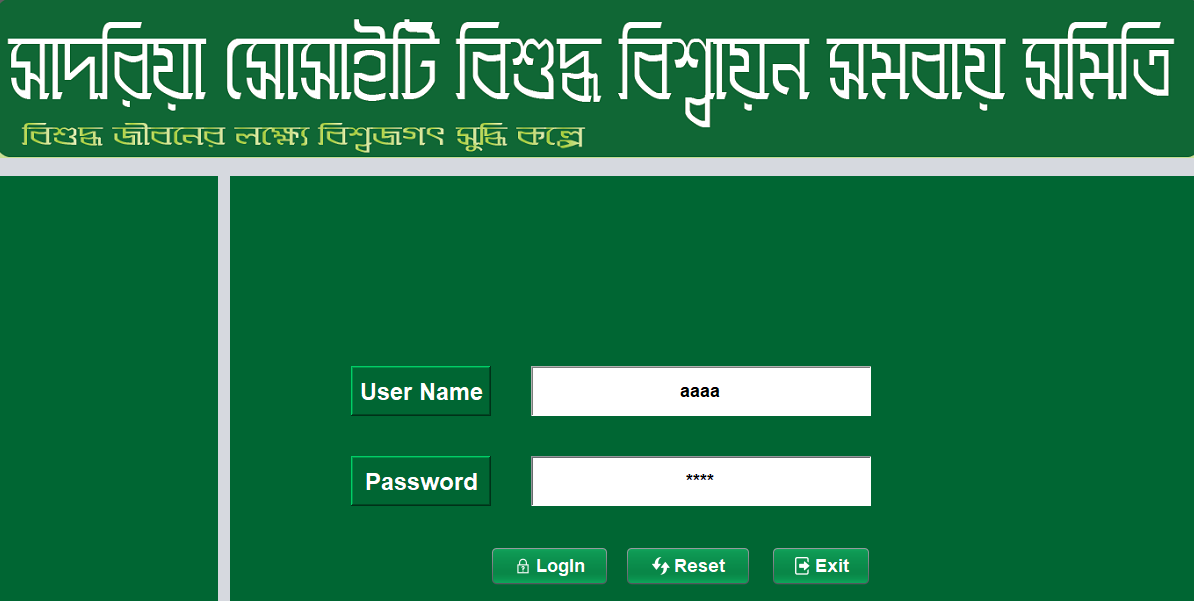 সাদরিয়া সোসাইটি বিশুদ্ধ বিশ্বায়ন সমবায় সমিতি
বিশুদ্ধ জীবনের লক্ষ্যে বিশ্বজগৎ সুদ্ধি কল্পে
User Name aaaa
Password ****
LogIn Reset Exit